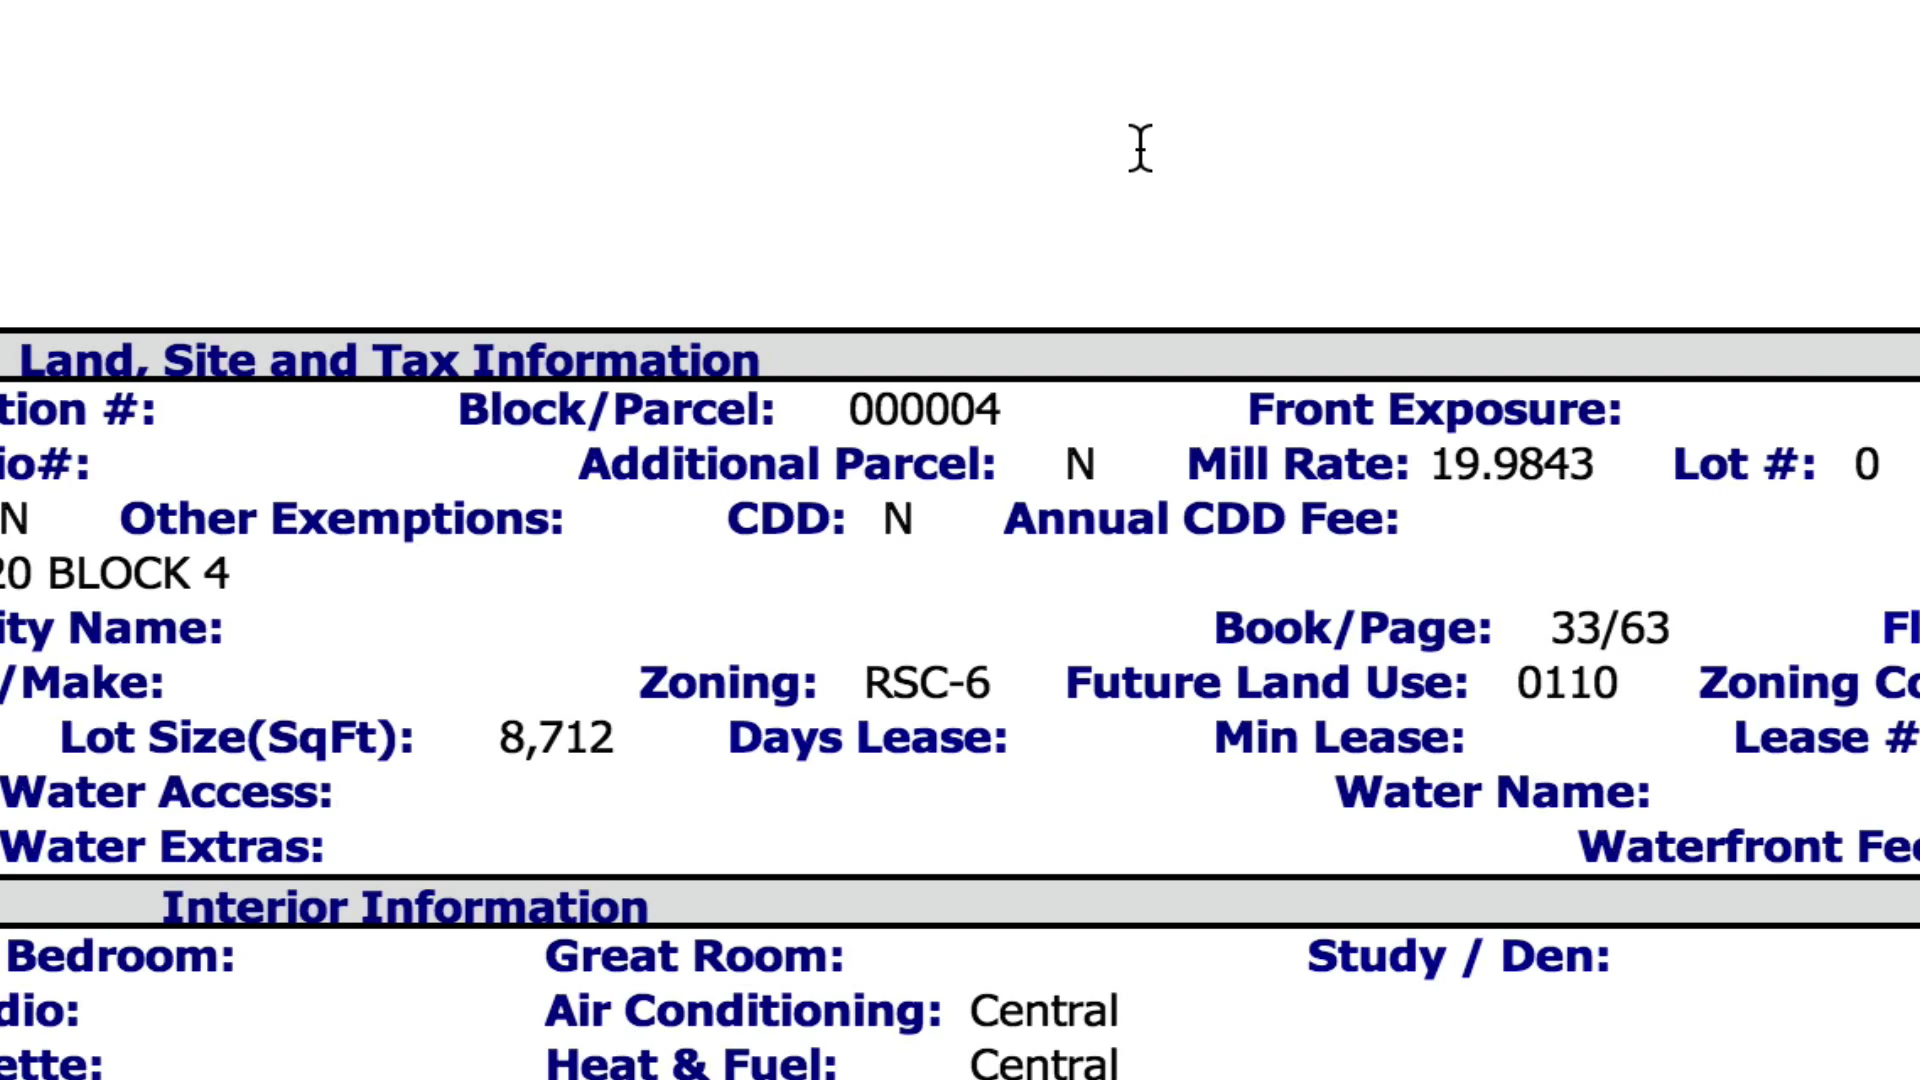 Land, Site and Tax Information
tion #: Block/Parcel: 000004 Front Exposure:
io#: Additional Parcel: N Mill Rate: 19.9843 Lot #: 0
N Other Exemptions: CDD: N Annual CDD Fee:
20 BLOCK 4
ity Name: Book/Page: 33/63 Fl
/Make: Zoning: RSC-6 Future Land Use: 0110 Zoning Co
Lot Size(SqFt): 8,712 Days Lease: Min Lease: Lease #
Water Access: Water Name:
Water Extras: Waterfront Fee
Interior Information
Bedroom: Great Room: Study / Den:
dio: Air Conditioning: Central
ette: Heat & Fuel: Central